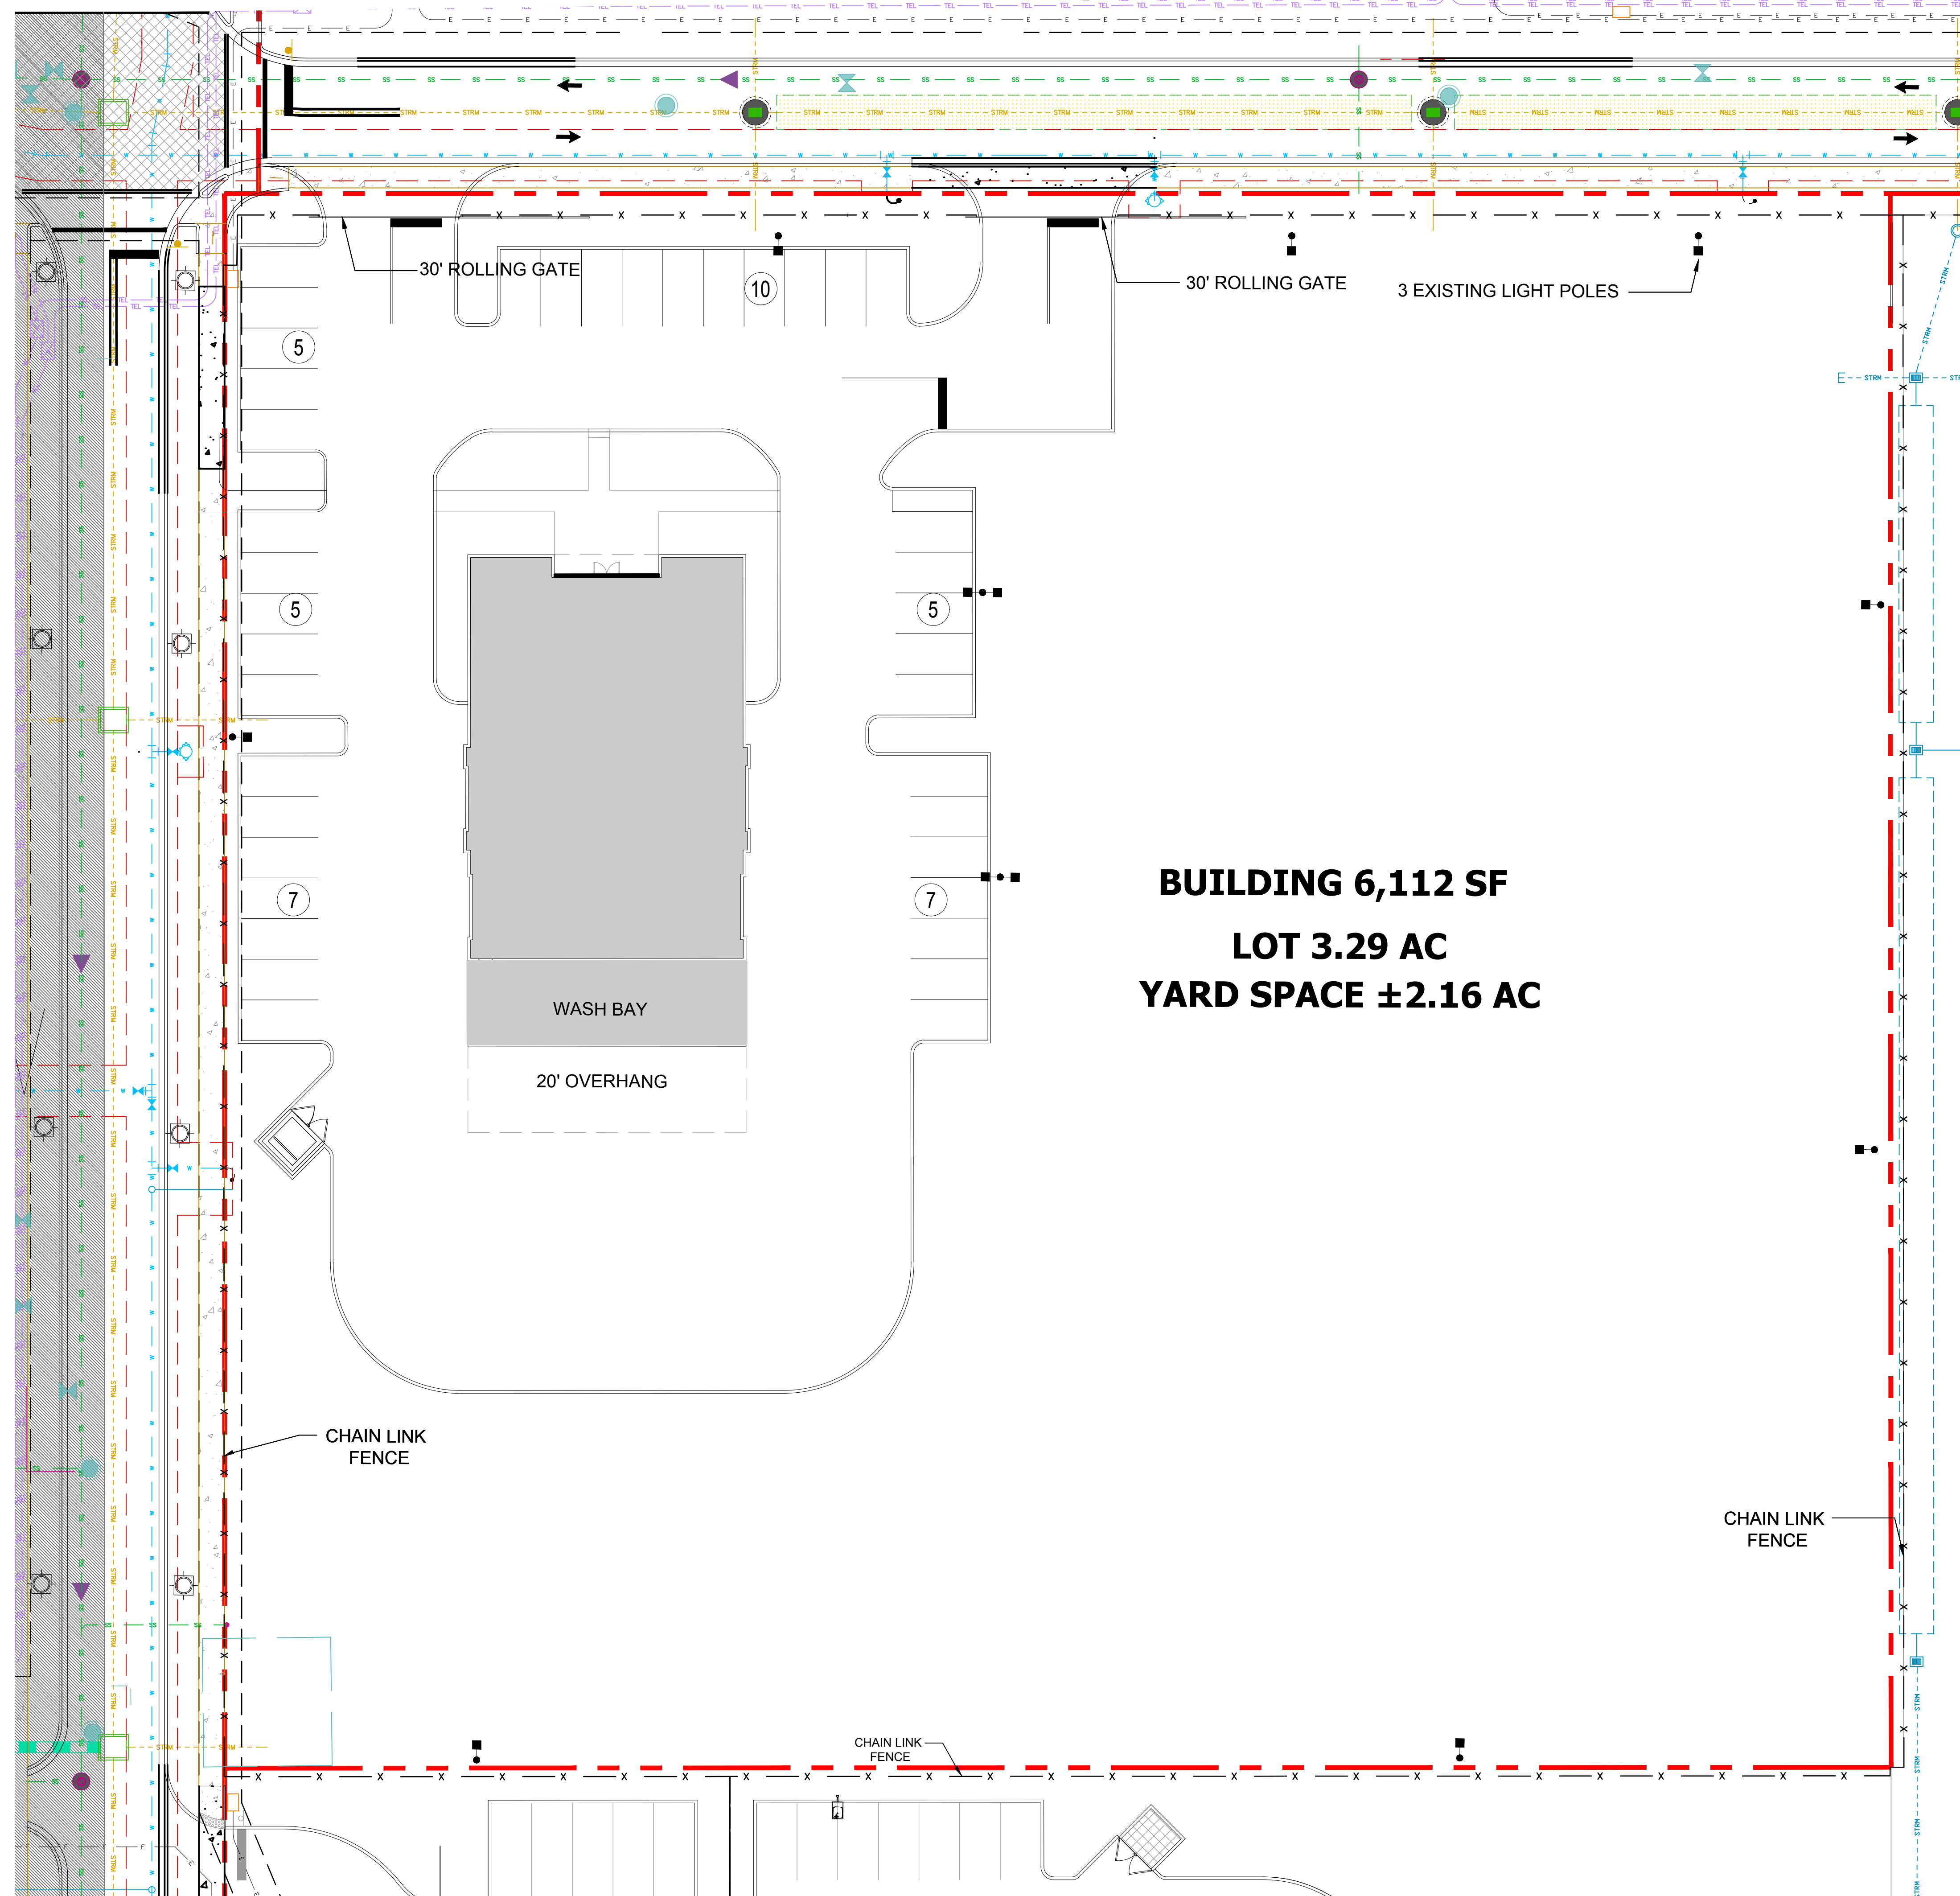 30' ROLLING GATE
10
30' ROLLING GATE
3 EXISTING LIGHT POLES
5
5
5
7
7
BUILDING 6,112 SF
LOT 3.29 AC
YARD SPACE ±2.16 AC
WASH BAY
20' OVERHANG
CHAIN LINK
FENCE
CHAIN LINK
FENCE
CHAIN LINK
FENCE